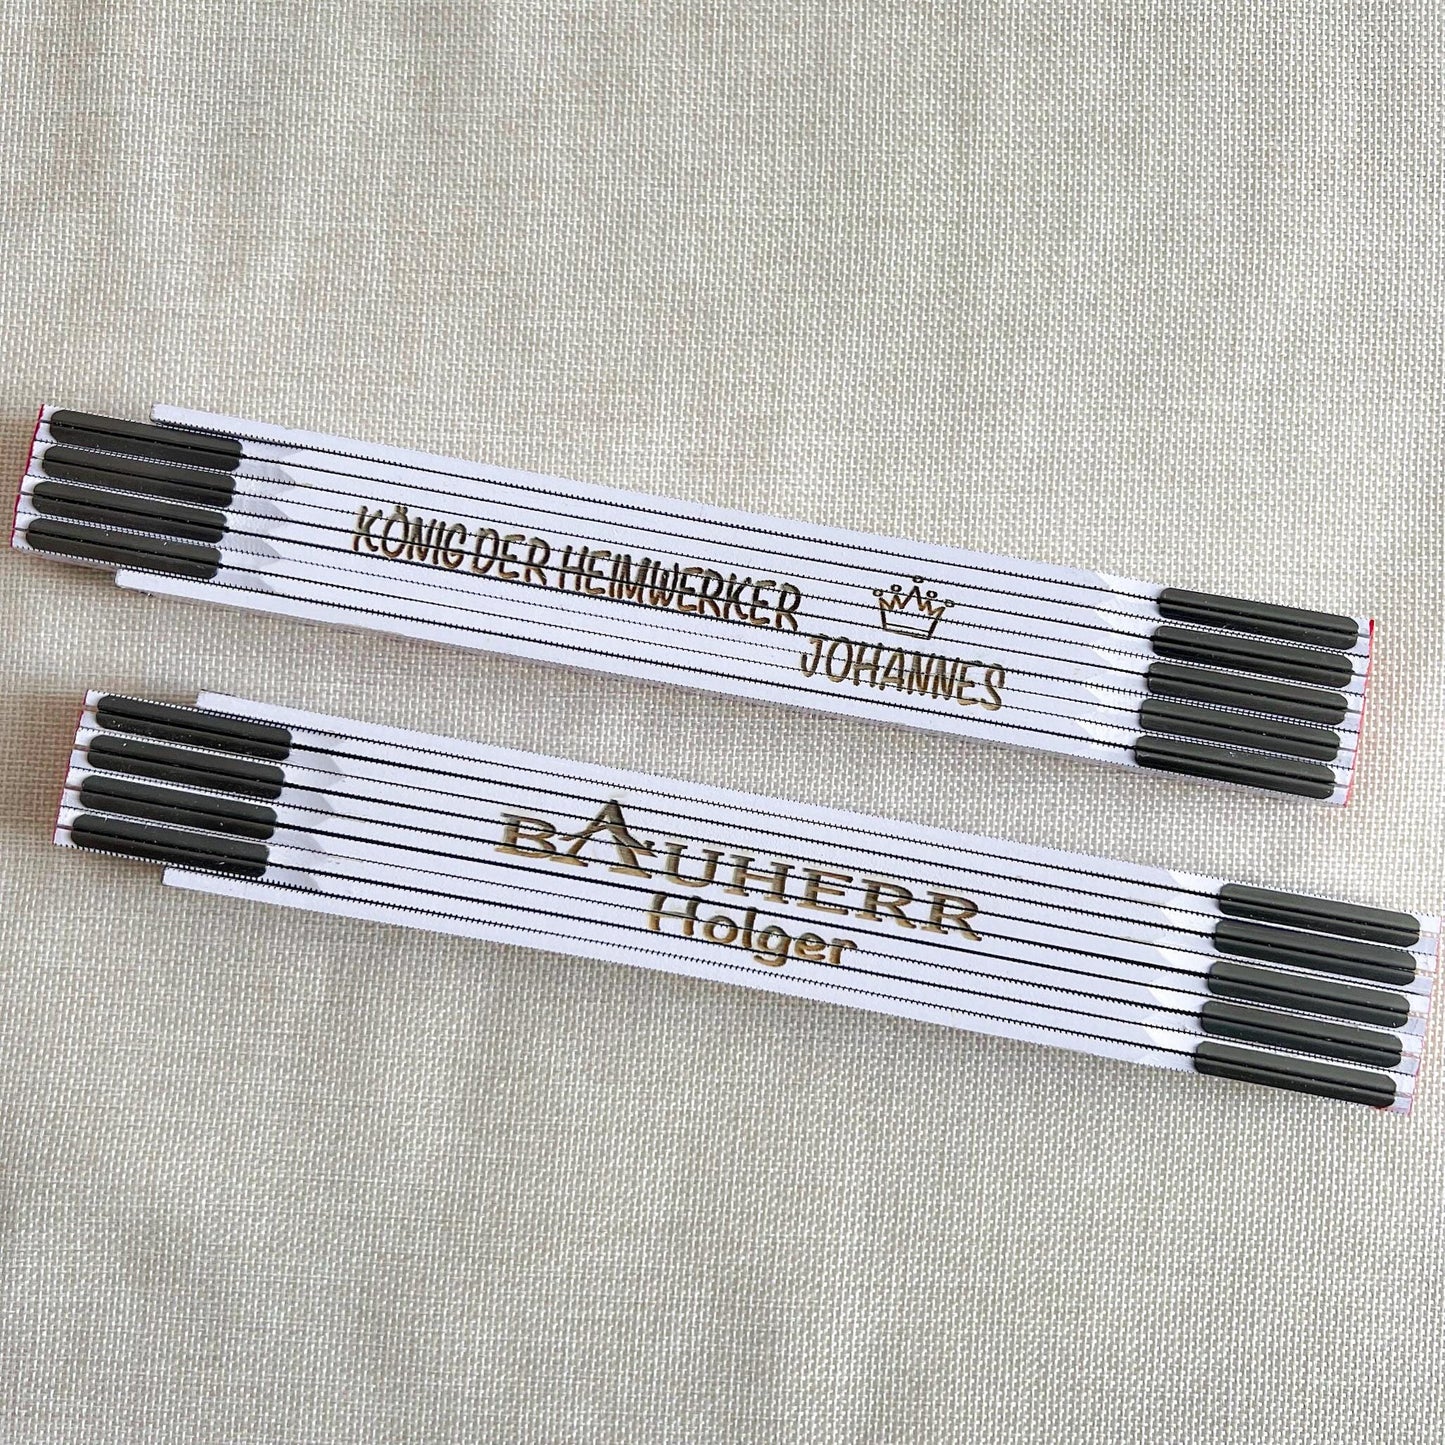 KÖNIG DER HEIMWERKER
JOHANNES
BAUHERR
Holger